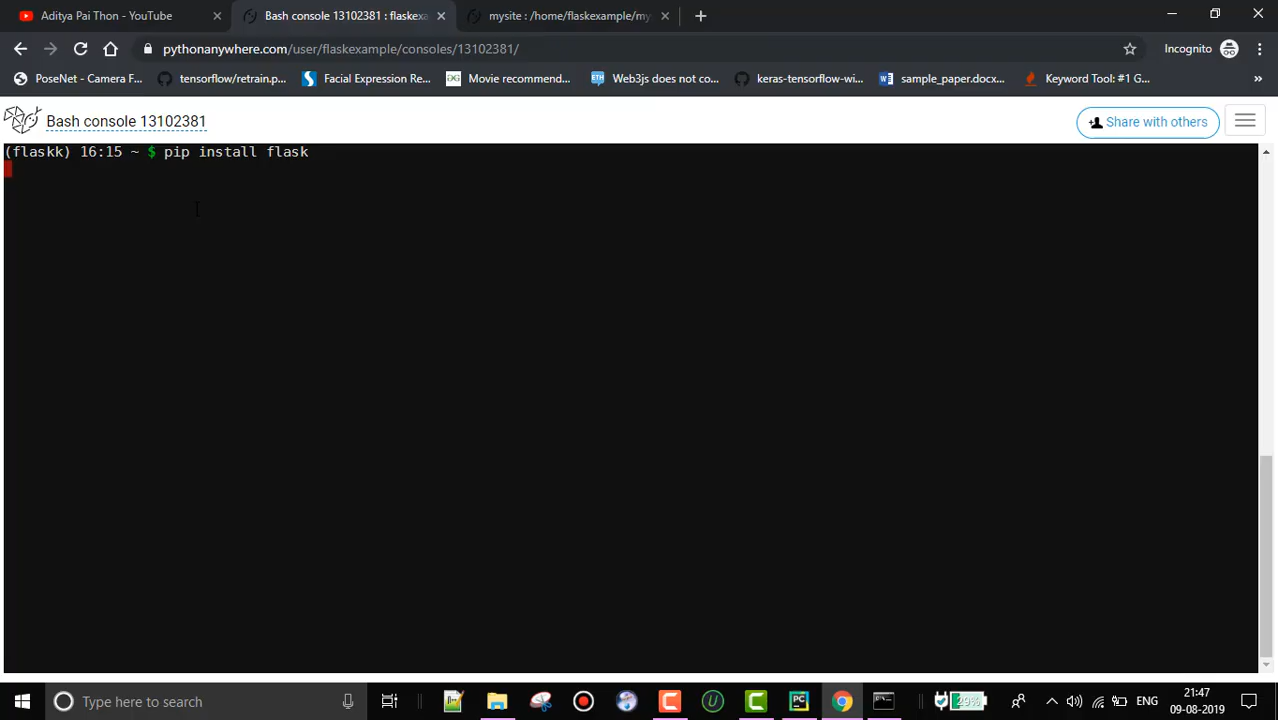 Aditya Pai Thon - YouTube
Bash console 13102381 : flaskexa
mysite : /home/flaskexample/my
pythonanywhere.com/user/flaskexample/consoles/13102381/
Incognito
PoseNet - Camera F...
tensorflow/retrain.p...
Facial Expression Re...
Movie recommend...
Web3js does not co...
keras-tensorflow-wi...
sample_paper.docx...
Keyword Tool: #1 G...
Bash console 13102381
Share with others
(flaskk) 16:15 ~ $ pip install flask
Type here to search
29%
ENG
21:47
09-08-2019